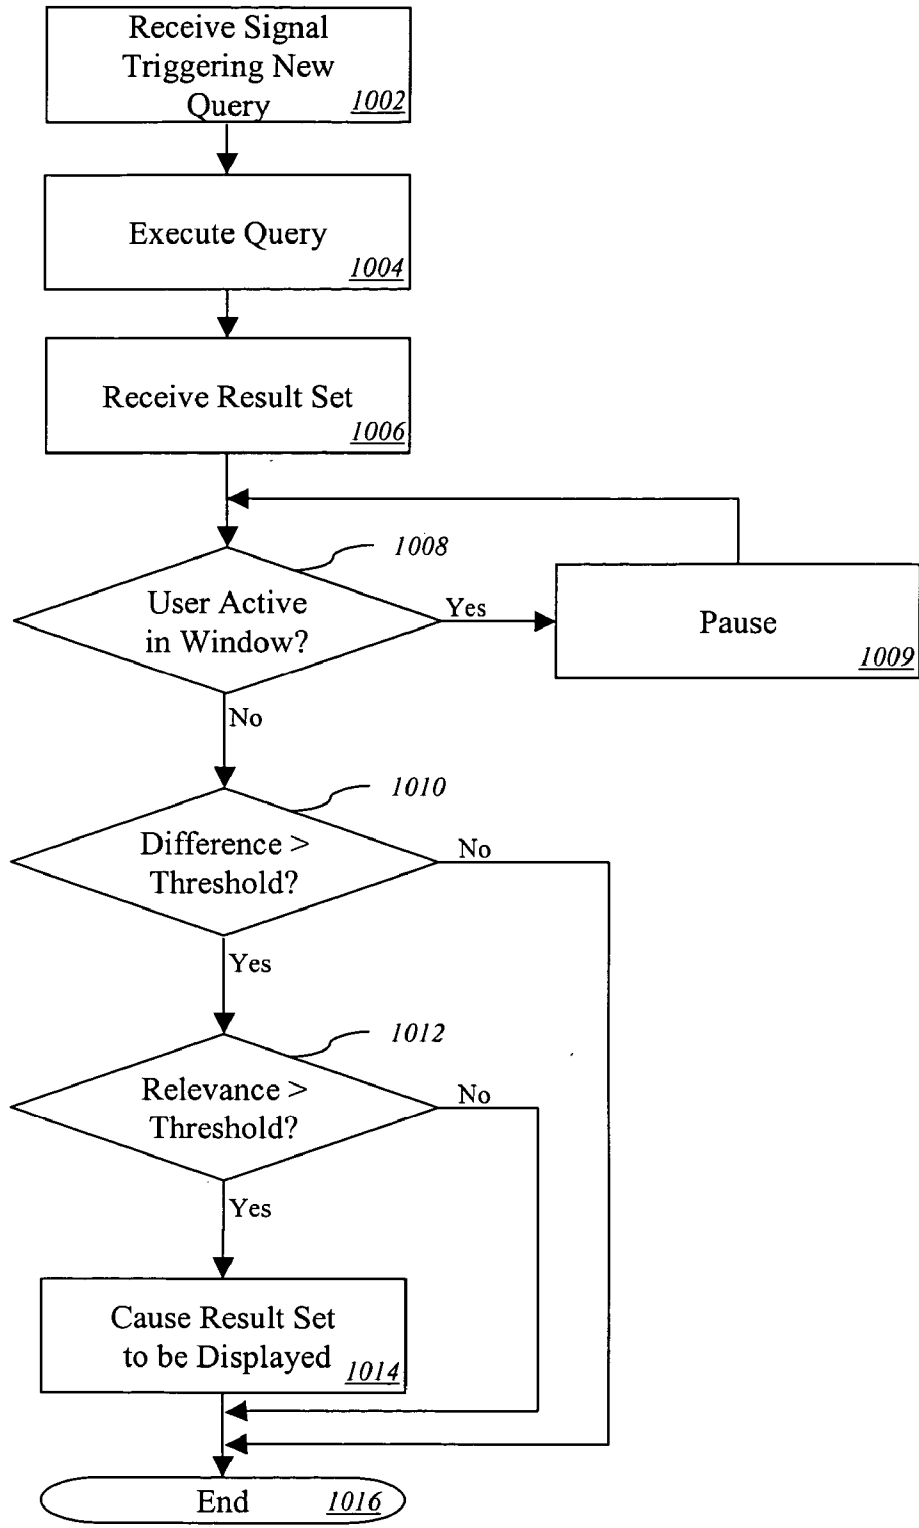 Receive Signal
Triggering New
Query
1002
Execute Query
1004
Receive Result Set
1006
1008
User Active
in Window?
Yes
Pause
1009
No
1010
Difference >
Threshold?
No
Yes
1012
Relevance >
Threshold?
No
Yes
Cause Result Set
to be Displayed
1014
End
1016